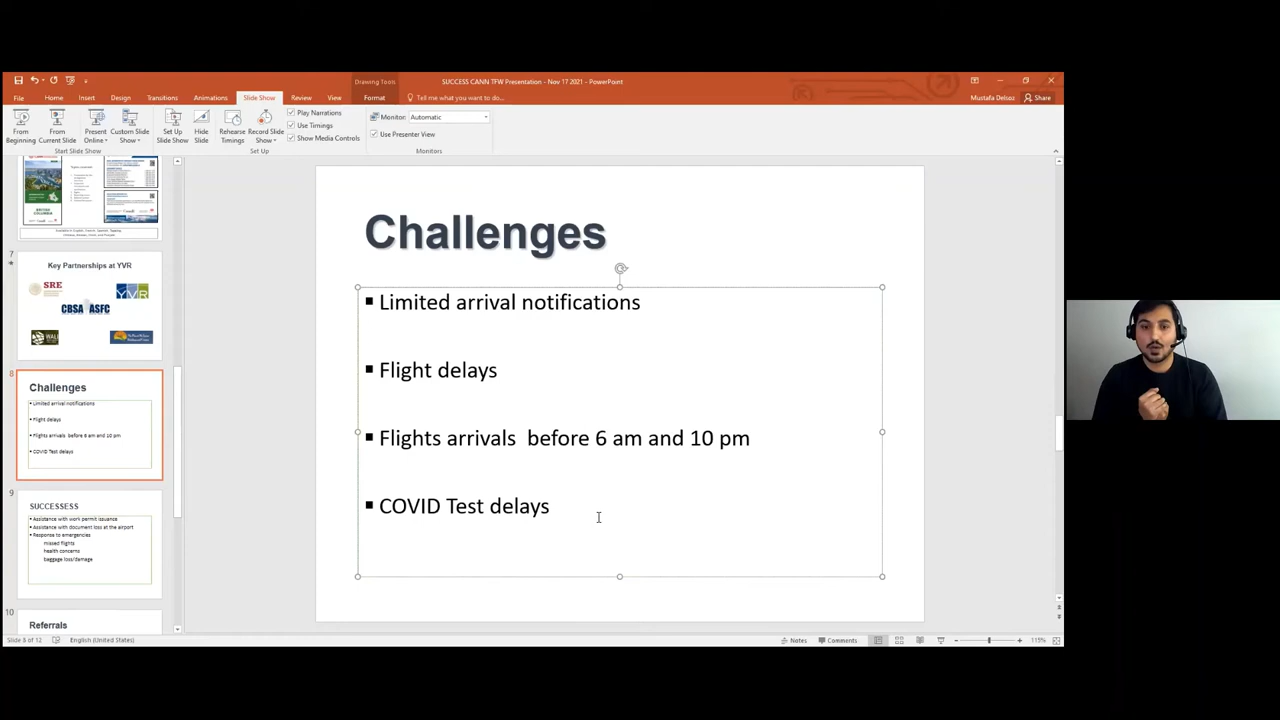 Drawing Tools
SUCCESS CANN TFW Presentation - Nov 17 2021 - PowerPoint
File Home Insert Design Transitions Animations Slide Show Review View Format Tell me what you want to do...
Mustafa Delsoz Share
From Beginning
From Current Slide
Present Online
Custom Slide Show
Set Up Slide Show
Hide Slide
Rehearse Timings
Record Slide Show
Play Narrations
Use Timings
Show Media Controls
Monitor: Automatic
Use Presenter View
Start Slide Show
Set Up
Monitors
7
Key Partnerships at YVR
SRE
YVR
CBSA ASFC
WALI
8
Challenges
Limited arrival notifications
Flight delays
Flights arrivals before 6 am and 10 pm
COVID Test delays
9
SUCCESSESS
Assistance with work permit issuance
Assistance with document loss at the airport
Response to emergencies
missed flights
health concerns
baggage loss/damage
10
Referrals
Challenges
▪ Limited arrival notifications
▪ Flight delays
▪ Flights arrivals  before 6 am and 10 pm
▪ COVID Test delays
Slide 8 of 12 English (United States)
Notes Comments 115%